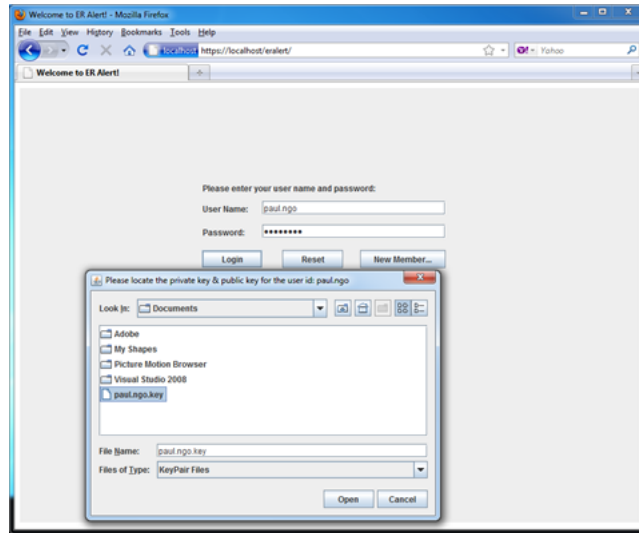 Welcome to ER Alert! - Mozilla Firefox
File Edit View History Bookmarks Tools Help
localhost https://localhost/eralert/ Yahoo
Welcome to ER Alert!
Please enter your user name and password:
User Name: paul.ngo
Password: ••••••••
Login Reset New Member...
Please locate the private key & public key for the user id: paul.ngo
Look In: Documents
Adobe
My Shapes
Picture Motion Browser
Visual Studio 2008
paul.ngo.key
File Name: paul.ngo.key
Files of Type: KeyPair Files
Open Cancel